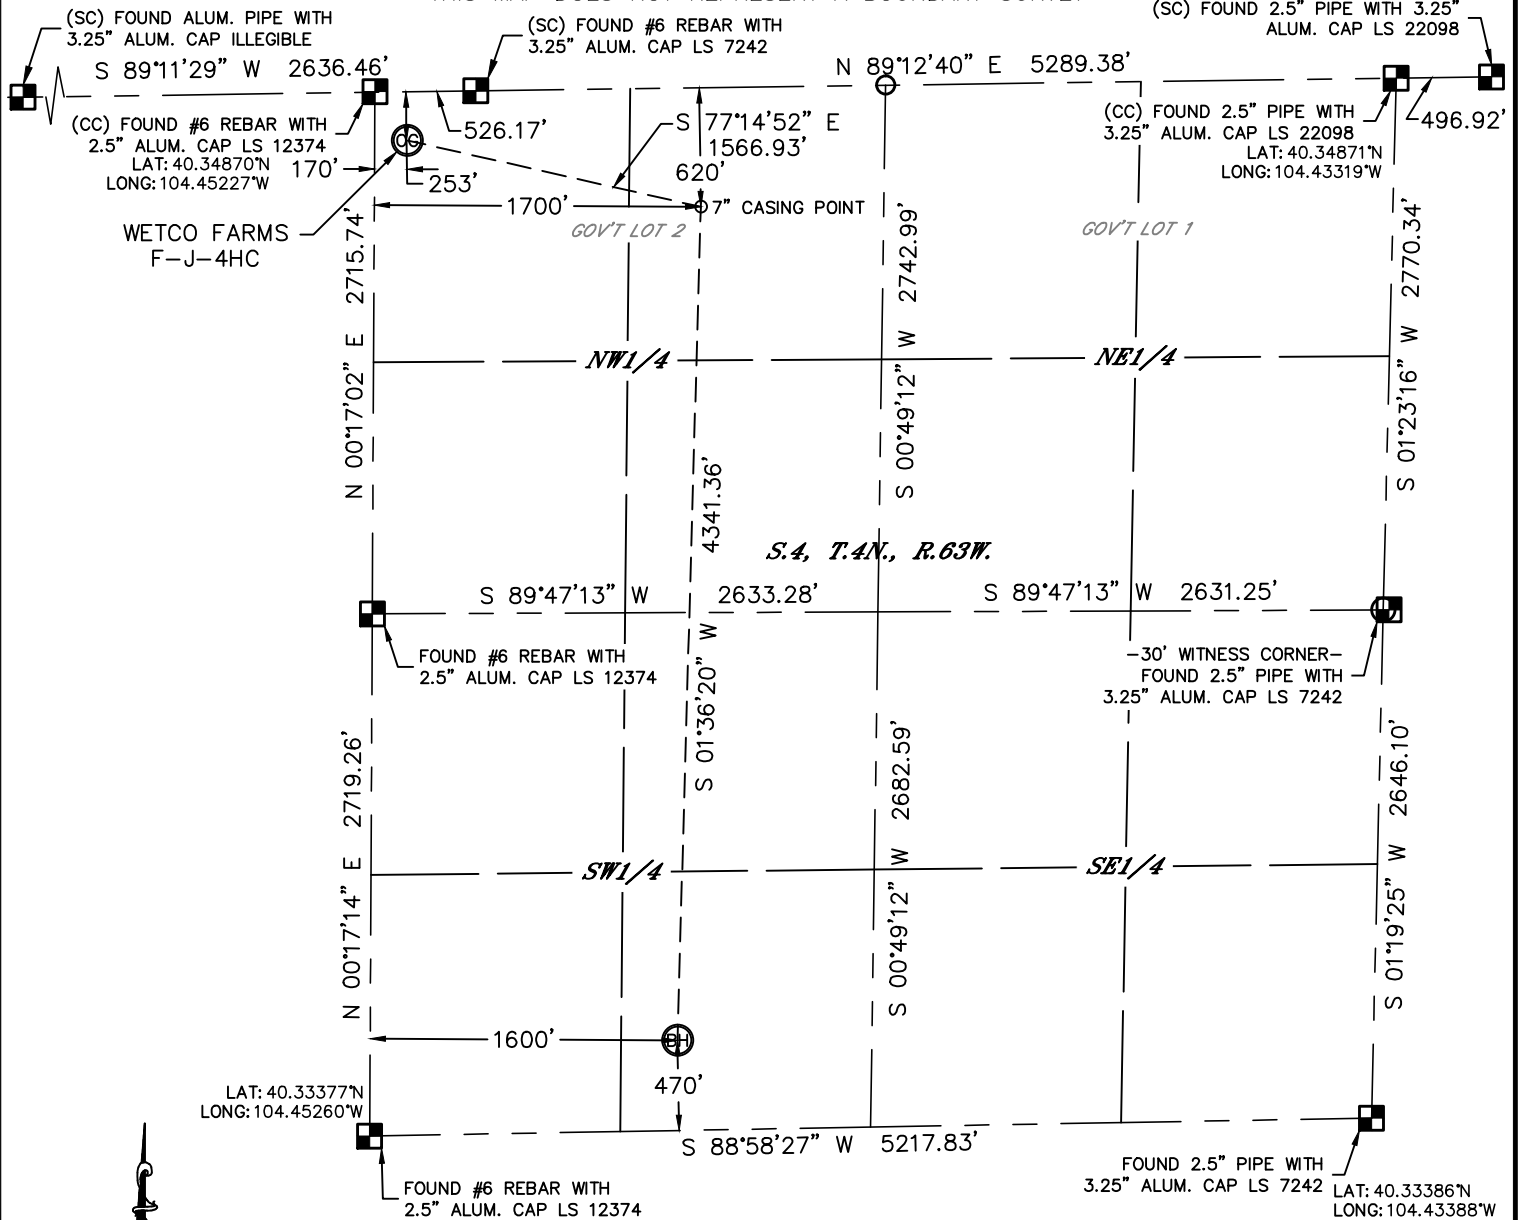 (SC) FOUND ALUM. PIPE WITH
3.25" ALUM. CAP ILLEGIBLE
(SC) FOUND #6 REBAR WITH
3.25" ALUM. CAP LS 7242
(SC) FOUND 2.5" PIPE WITH 3.25"
ALUM. CAP LS 22098
S 89°11'29" W 2636.46'
N 89°12'40" E 5289.38'
(CC) FOUND #6 REBAR WITH
2.5" ALUM. CAP LS 12374
LAT: 40.34870°N
LONG: 104.45227°W
526.17'
S 77°14'52" E
1566.93'
(CC) FOUND 2.5" PIPE WITH
3.25" ALUM. CAP LS 22098
LAT: 40.34871°N
LONG: 104.43319°W
496.92'
OG
170'
253'
620'
1700'
7" CASING POINT
WETCO FARMS
F-J-4HC
GOV'T LOT 2
GOV'T LOT 1
N 00°17'02" E 2715.74'
S 00°49'12" W 2742.99'
S 01°23'16" W 2770.34'
NW1/4
NE1/4
S 01°36'20" W 4341.36'
S.4, T.4N., R.63W.
S 89°47'13" W 2633.28'
S 89°47'13" W 2631.25'
FOUND #6 REBAR WITH
2.5" ALUM. CAP LS 12374
-30' WITNESS CORNER-
FOUND 2.5" PIPE WITH
3.25" ALUM. CAP LS 7242
N 00°17'14" E 2719.26'
S 00°49'12" W 2682.59'
S 01°19'25" W 2646.10'
SW1/4
SE1/4
1600'
BH
470'
LAT: 40.33377°N
LONG: 104.45260°W
S 88°58'27" W 5217.83'
FOUND #6 REBAR WITH
2.5" ALUM. CAP LS 12374
FOUND 2.5" PIPE WITH
3.25" ALUM. CAP LS 7242
LAT: 40.33386°N
LONG: 104.43388°W